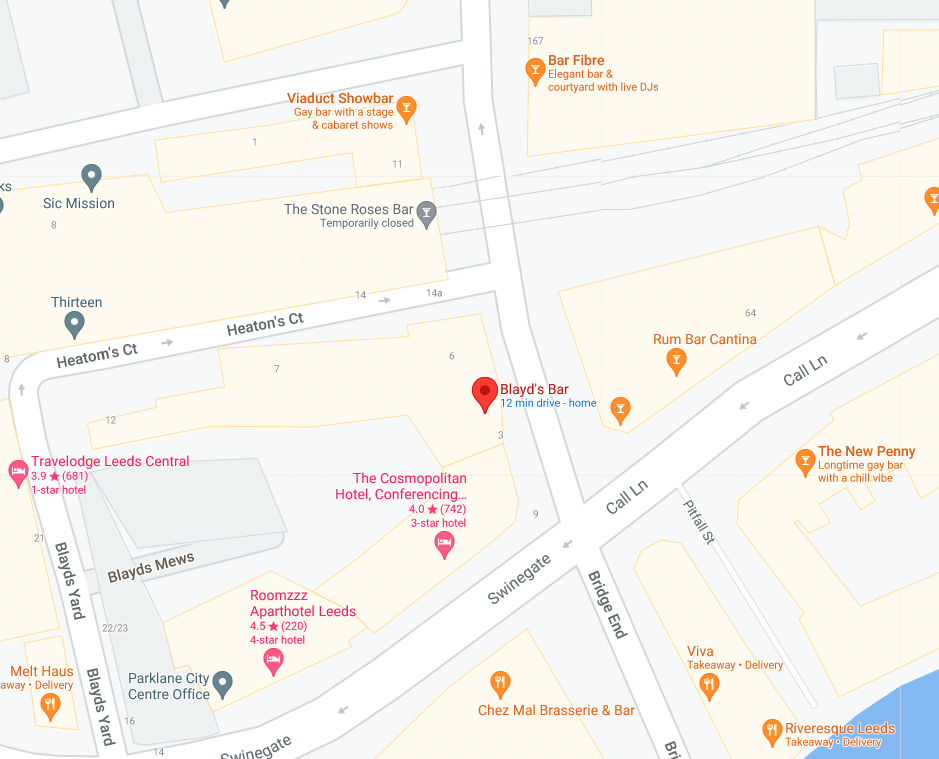 167
Bar Fibre
Elegant bar &
courtyard with live DJs
Viaduct Showbar
Gay bar with a stage
& cabaret shows
1
11
ks
Sic Mission
8
The Stone Roses Bar
Temporarily closed
14
14a
Thirteen
Heaton's Ct
Heatom's Ct
8
64
Rum Bar Cantina
6
7
Call Ln
Blayd's Bar
12 min drive - home
12
3
Travelodge Leeds Central
3.9 ★ (681)
1-star hotel
The New Penny
Longtime gay bar
with a chill vibe
The Cosmopolitan
Hotel, Conferencing...
4.0 ★ (742)
3-star hotel
Call Ln
9
Pitfall St
21
Blayds Yard
Blayds Mews
Swinegate
Bridge End
Roomzzz
Aparthotel Leeds
4.5 ★ (220)
4-star hotel
22/23
Viva
Takeaway • Delivery
Melt Haus
away • Delivery
Blayds Yard
Parklane City
Centre Office
Chez Mal Brasserie & Bar
16
14
Swinegate
Riveresque Leeds
Takeaway • Delivery
Bri